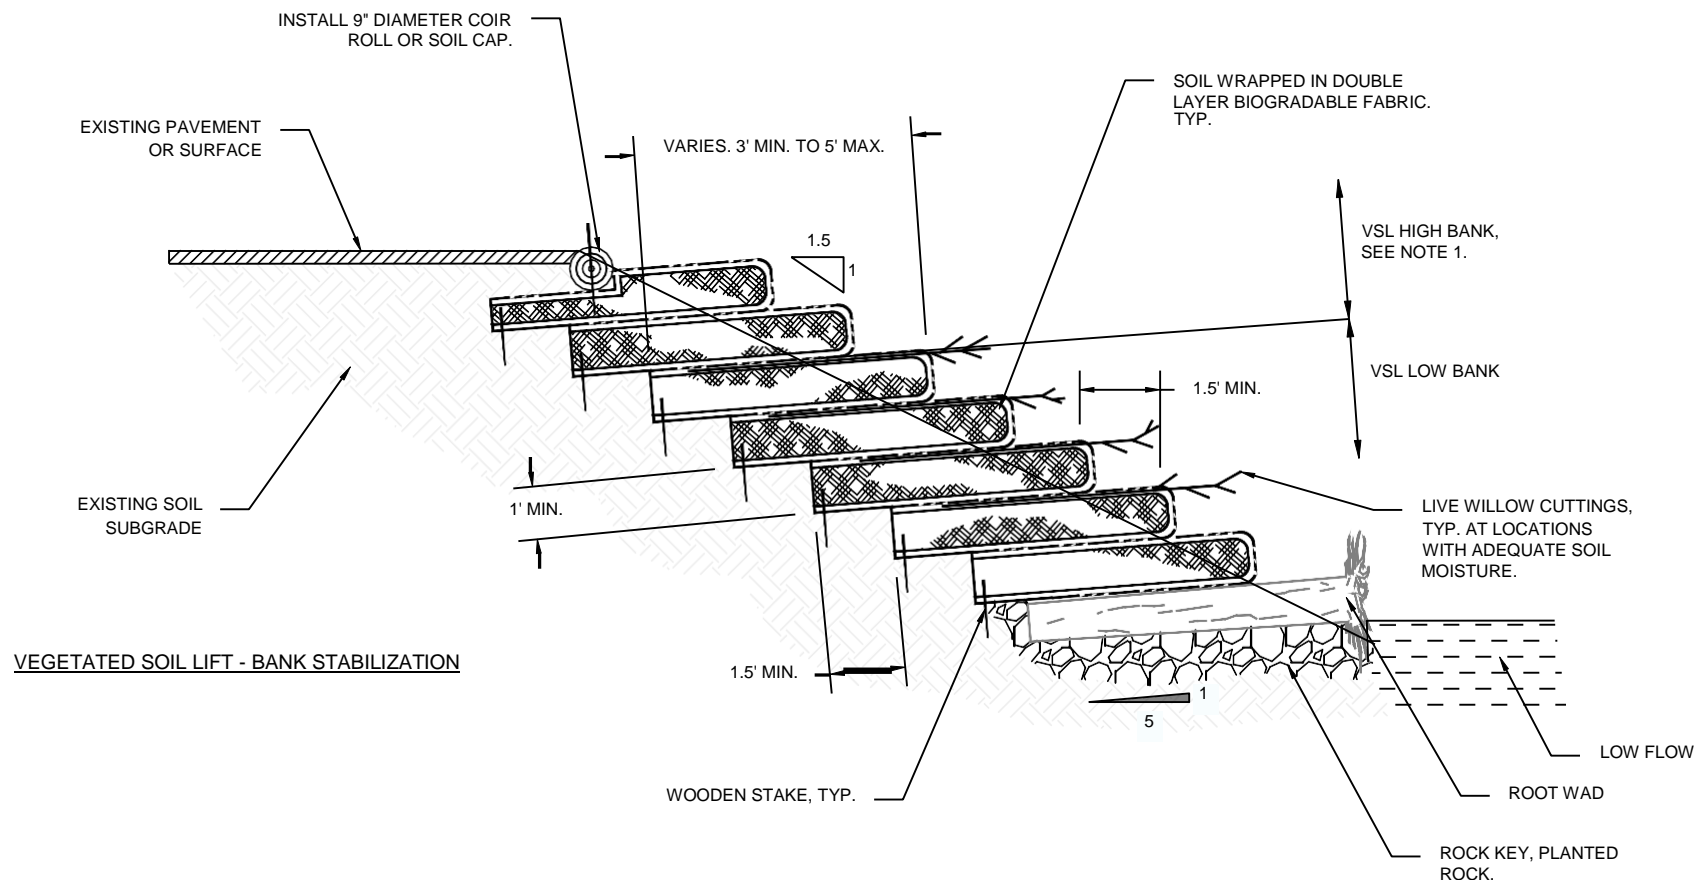 INSTALL 9" DIAMETER COIR
ROLL OR SOIL CAP.
SOIL WRAPPED IN DOUBLE
LAYER BIOGRADABLE FABRIC.
TYP.
EXISTING PAVEMENT
OR SURFACE
VARIES. 3' MIN. TO 5' MAX.
1.5
1
VSL HIGH BANK,
SEE NOTE 1.
VSL LOW BANK
1.5' MIN.
EXISTING SOIL
SUBGRADE
1' MIN.
LIVE WILLOW CUTTINGS,
TYP. AT LOCATIONS
WITH ADEQUATE SOIL
MOISTURE.
VEGETATED SOIL LIFT - BANK STABILIZATION
1.5' MIN.
1
5
LOW FLOW
WOODEN STAKE, TYP.
ROOT WAD
ROCK KEY, PLANTED
ROCK.